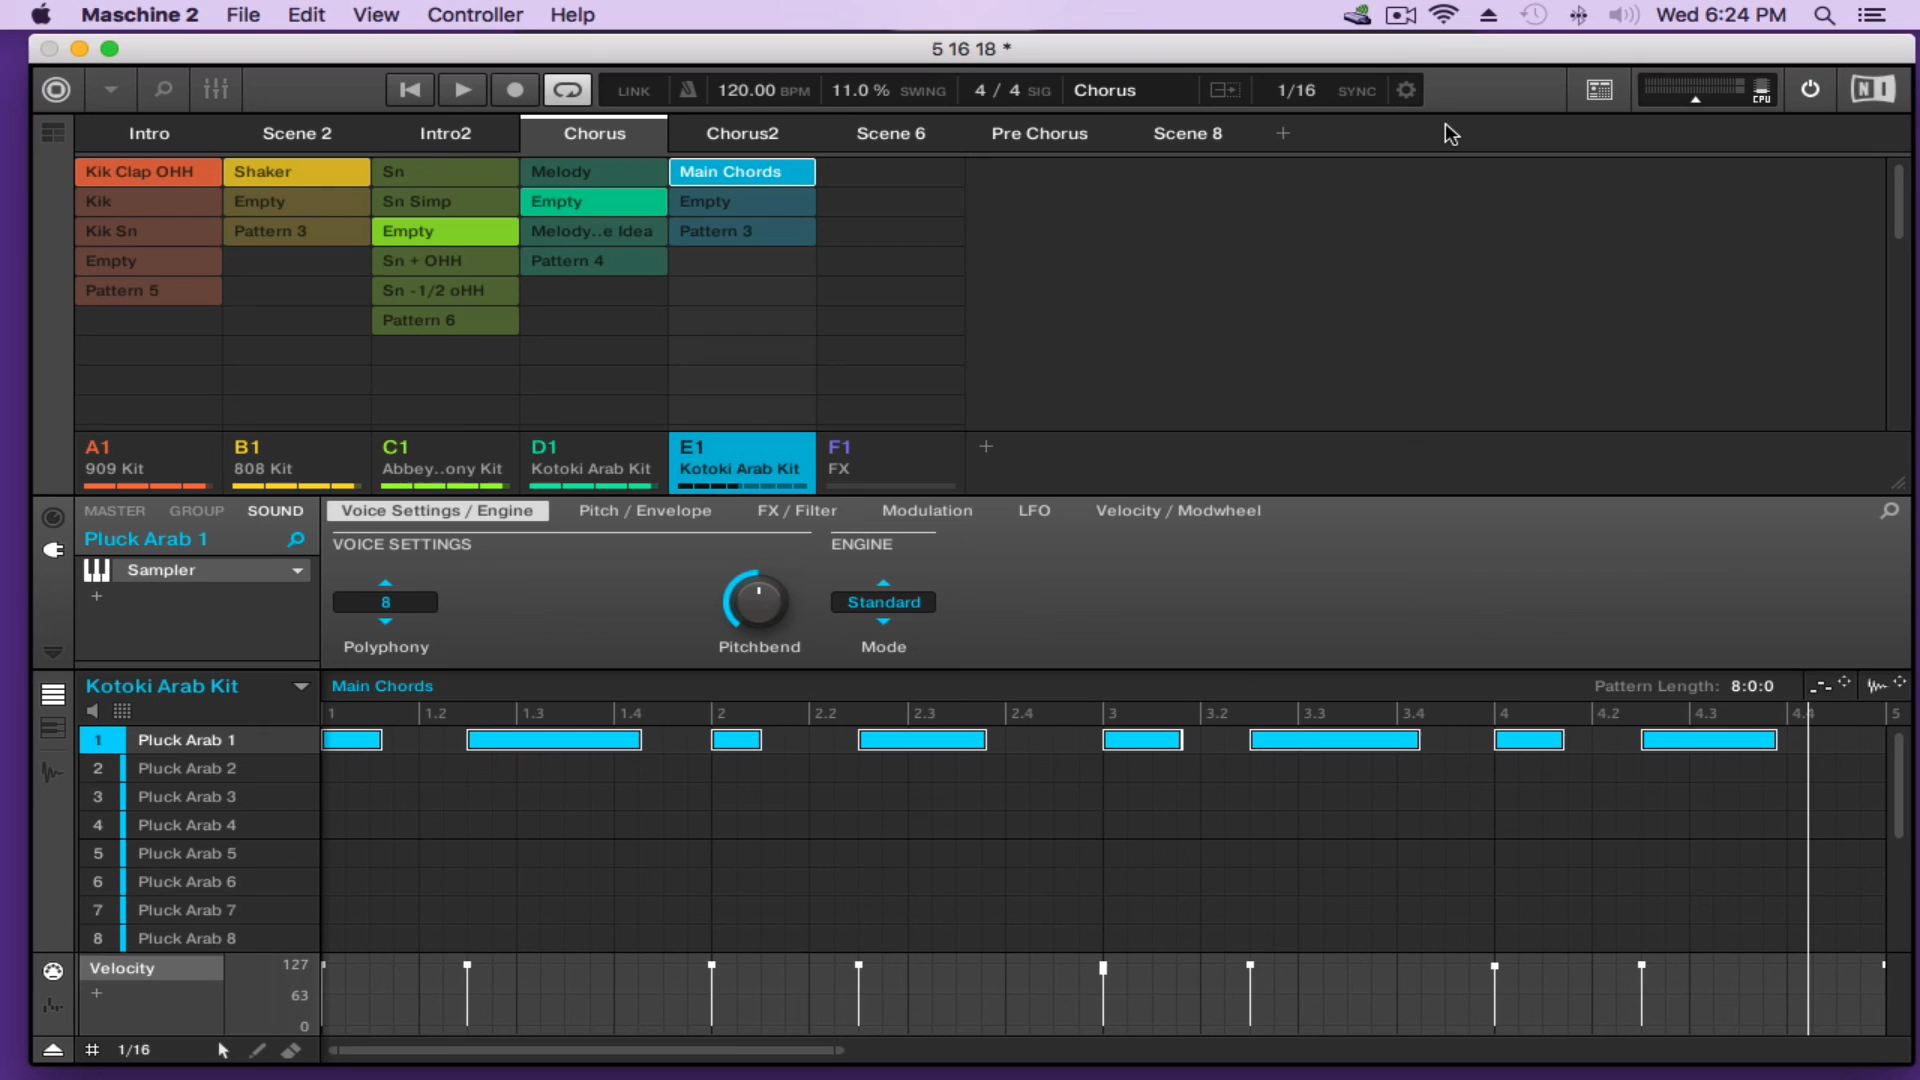 Maschine 2 File Edit View Controller Help Wed 6:24 PM
5 16 18 *
LINK 120.00 BPM 11.0 % SWING 4 / 4 SIG Chorus 1/16 SYNC CPU NI
Intro Scene 2 Intro2 Chorus Chorus2 Scene 6 Pre Chorus Scene 8 +
Kik Clap OHH Shaker Sn Melody Main Chords
Kik Empty Sn Simp Empty Empty
Kik Sn Pattern 3 Empty Melody..e Idea Pattern 3
Empty Sn + OHH Pattern 4
Pattern 5 Sn -1/2 oHH
Pattern 6
A1 B1 C1 D1 E1 F1 +
909 Kit 808 Kit Abbey..ony Kit Kotoki Arab Kit Kotoki Arab Kit FX
MASTER GROUP SOUND Voice Settings / Engine Pitch / Envelope FX / Filter Modulation LFO Velocity / Modwheel
Pluck Arab 1 VOICE SETTINGS ENGINE
Sampler
+ 8 Standard
Polyphony Pitchbend Mode
Kotoki Arab Kit Main Chords Pattern Length: 8:0:0
1 1.2 1.3 1.4 2 2.2 2.3 2.4 3 3.2 3.3 3.4 4 4.2 4.3 4.4 5
1 Pluck Arab 1
2 Pluck Arab 2
3 Pluck Arab 3
4 Pluck Arab 4
5 Pluck Arab 5
6 Pluck Arab 6
7 Pluck Arab 7
8 Pluck Arab 8
Velocity 127
+ 63
0
# 1/16